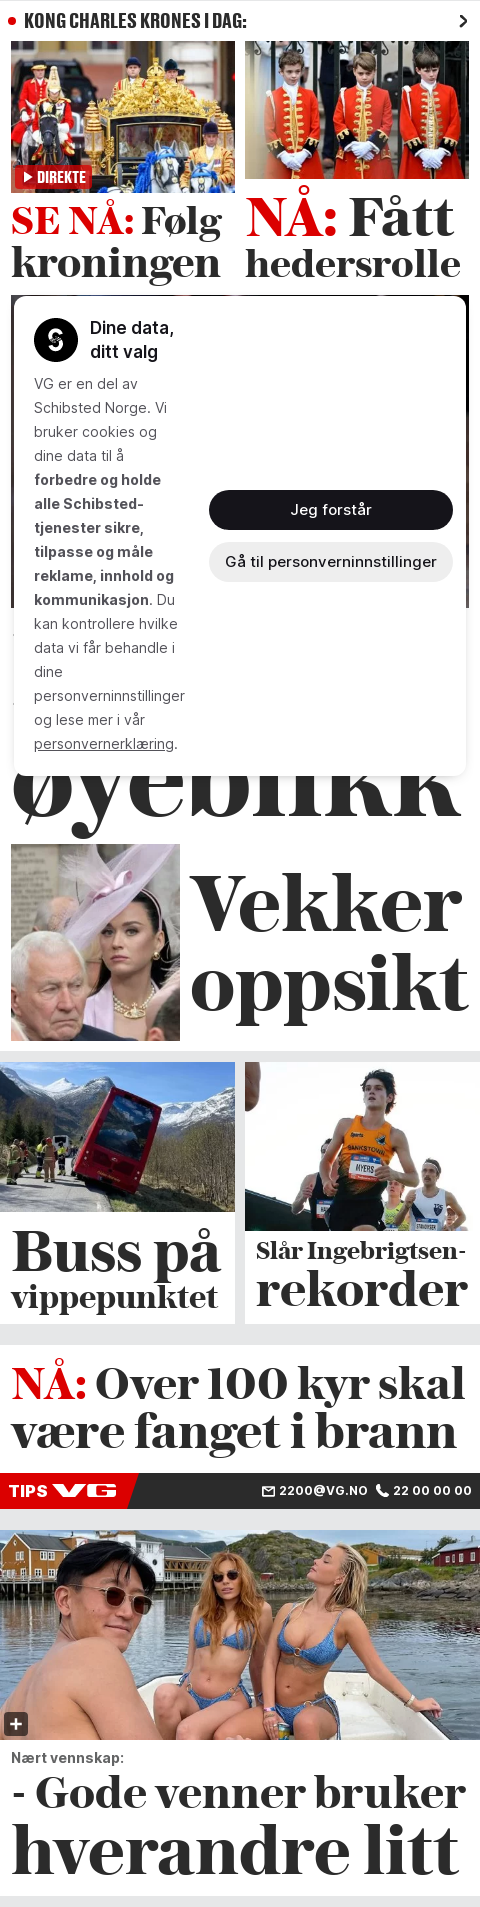 KONG CHARLES KRONES I DAG:
DIREKTE
SE NÅ: Følg
kroningen
NÅ: Fått
hedersrolle
Dine data,
ditt valg
VG er en del av
Schibsted Norge. Vi
bruker cookies og
dine data til å
forbedre og holde
alle Schibsted-
tjenester sikre,
tilpasse og måle
reklame, innhold og
kommunikasjon. Du
kan kontrollere hvilke
data vi får behandle i
dine
personverninnstillinger
og lese mer i vår
personvernerklæring.
Jeg forstår
Gå til personverninnstillinger
øyeblikk
Vekker
oppsikt
Buss på
vippepunktet
BANKSTOWN
MYERS
Slår Ingebrigtsen-
rekorder
NÅ: Over 100 kyr skal
være fanget i brann
TIPS VG
2200@VG.NO
22 00 00 00
Nært vennskap:
- Gode venner bruker
hverandre litt